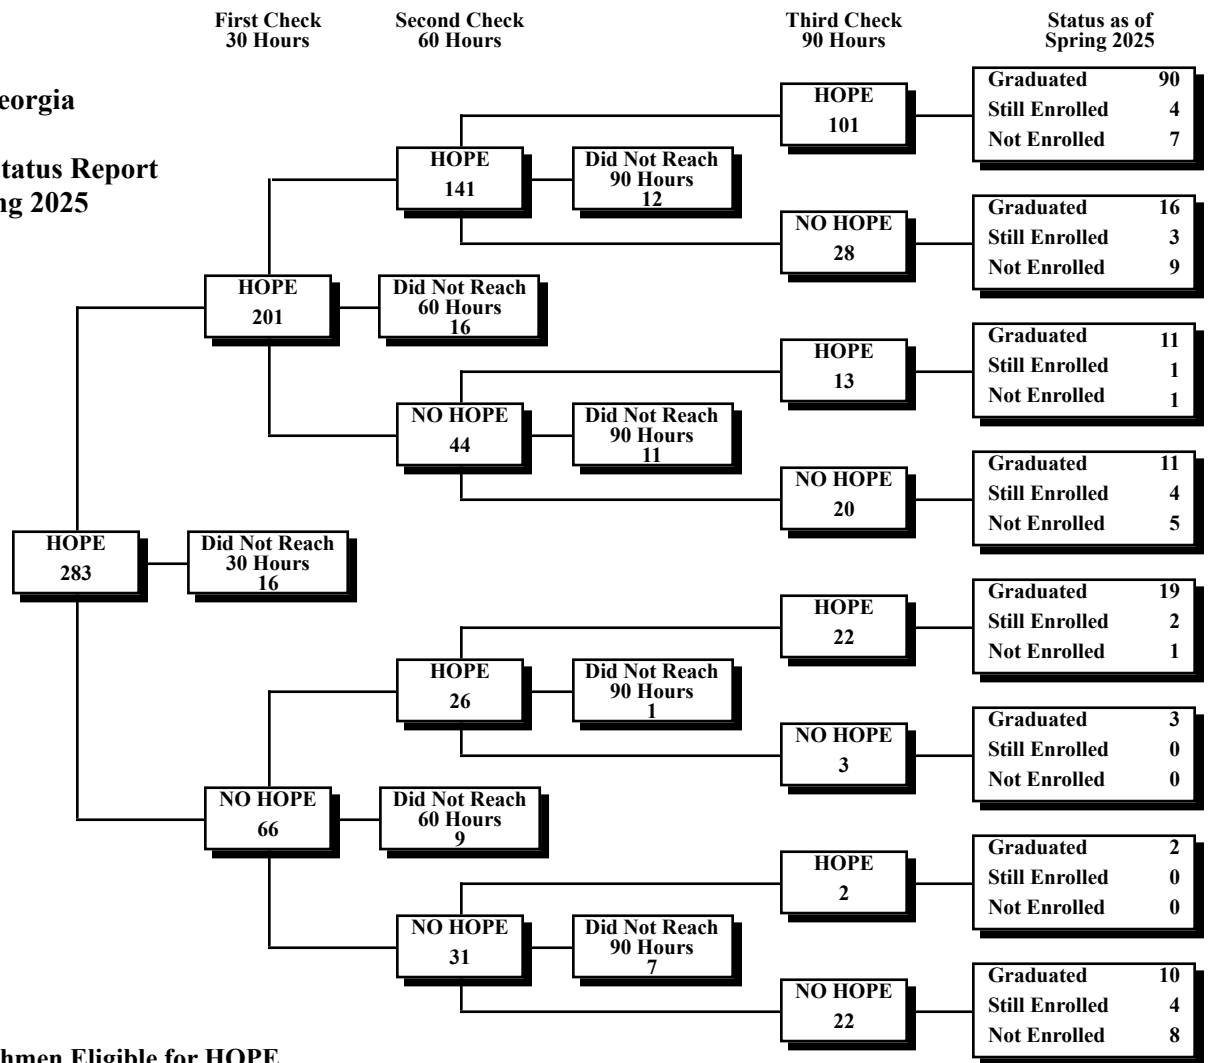 First Check
30 Hours
Second Check
60 Hours
Third Check
90 Hours
Status as of
Spring 2025
eorgia
tatus Report
ng 2025
HOPE
283
Did Not Reach
30 Hours
16
HOPE
201
Did Not Reach
60 Hours
16
NO HOPE
66
Did Not Reach
60 Hours
9
HOPE
141
Did Not Reach
90 Hours
12
NO HOPE
44
Did Not Reach
90 Hours
11
HOPE
26
Did Not Reach
90 Hours
1
NO HOPE
31
Did Not Reach
90 Hours
7
HOPE
101
Graduated 90
Still Enrolled 4
Not Enrolled 7
NO HOPE
28
Graduated 16
Still Enrolled 3
Not Enrolled 9
HOPE
13
Graduated 11
Still Enrolled 1
Not Enrolled 1
NO HOPE
20
Graduated 11
Still Enrolled 4
Not Enrolled 5
HOPE
22
Graduated 19
Still Enrolled 2
Not Enrolled 1
NO HOPE
3
Graduated 3
Still Enrolled 0
Not Enrolled 0
HOPE
2
Graduated 2
Still Enrolled 0
Not Enrolled 0
NO HOPE
22
Graduated 10
Still Enrolled 4
Not Enrolled 8
hmen Eligible for HOPE